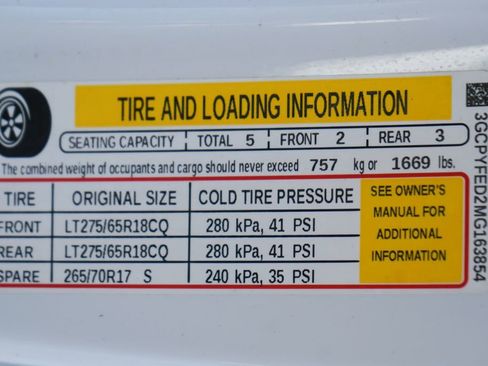 TIRE AND LOADING INFORMATION
SEATING CAPACITY TOTAL 5 FRONT 2 REAR 3
The combined weight of occupants and cargo should never exceed 757 kg or 1669 lbs.
TIRE ORIGINAL SIZE COLD TIRE PRESSURE
FRONT LT275/65R18CQ 280 kPa, 41 PSI
REAR LT275/65R18CQ 280 kPa, 41 PSI
SPARE 265/70R17 S 240 kPa, 35 PSI
SEE OWNER'S
MANUAL FOR
ADDITIONAL
INFORMATION
3GCPYFED2MG163854